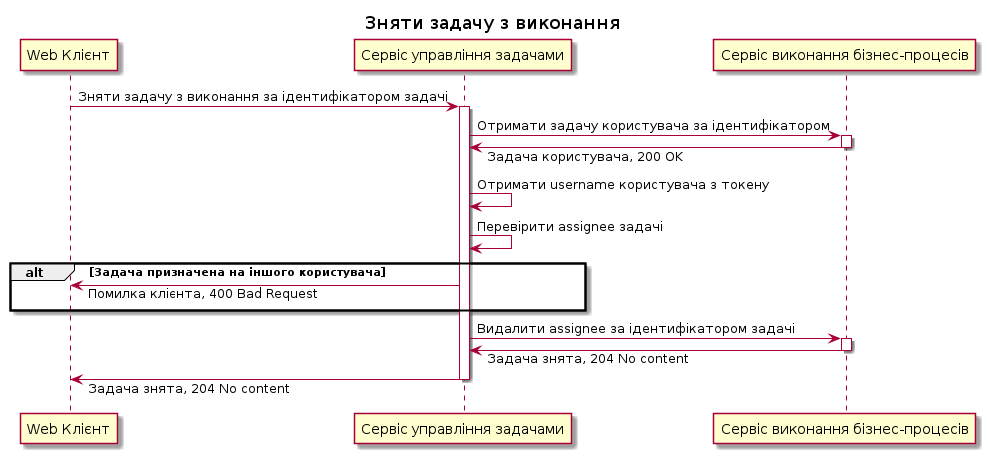 Зняти задачу з виконання
Web Клієнт
Сервіс управління задачами
Сервіс виконання бізнес-процесів
Зняти задачу з виконання за ідентифікатором задачі
Отримати задачу користувача за ідентифікатором
Задача користувача, 200 OK
Отримати username користувача з токену
Перевірити assignee задачі
alt
[Задача призначена на іншого користувача]
Помилка клієнта, 400 Bad Request
Видалити assignee за ідентифікатором задачі
Задача знята, 204 No content
Задача знята, 204 No content
Web Клієнт
Сервіс управління задачами
Сервіс виконання бізнес-процесів